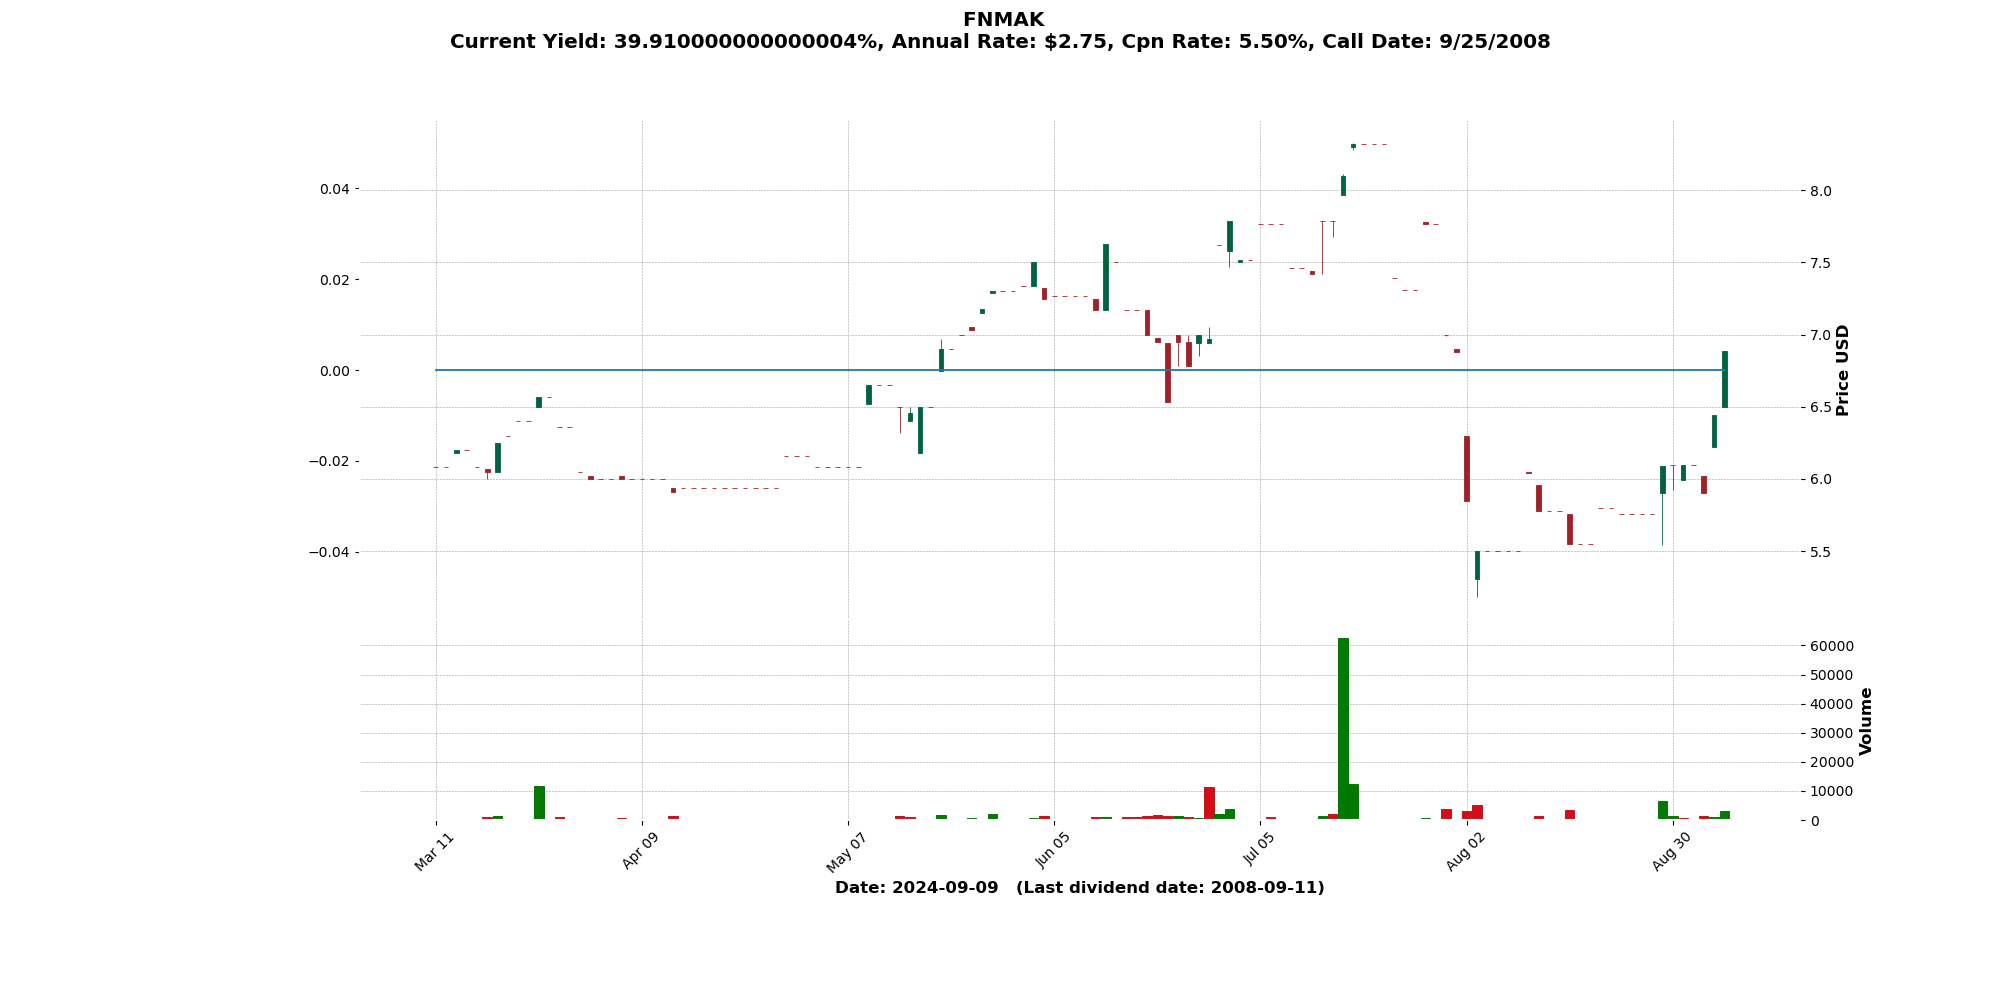 FNMAK
Current Yield: 39.910000000000004%, Annual Rate: $2.75, Cpn Rate: 5.50%, Call Date: 9/25/2008
0.04
0.02
0.00
−0.02
−0.04
8.0
7.5
7.0
6.5
6.0
5.5
Price USD
60000
50000
40000
30000
20000
10000
0
Volume
Mar 11
Apr 09
May 07
Jun 05
Jul 05
Aug 02
Aug 30
Date: 2024-09-09 (Last dividend date: 2008-09-11)